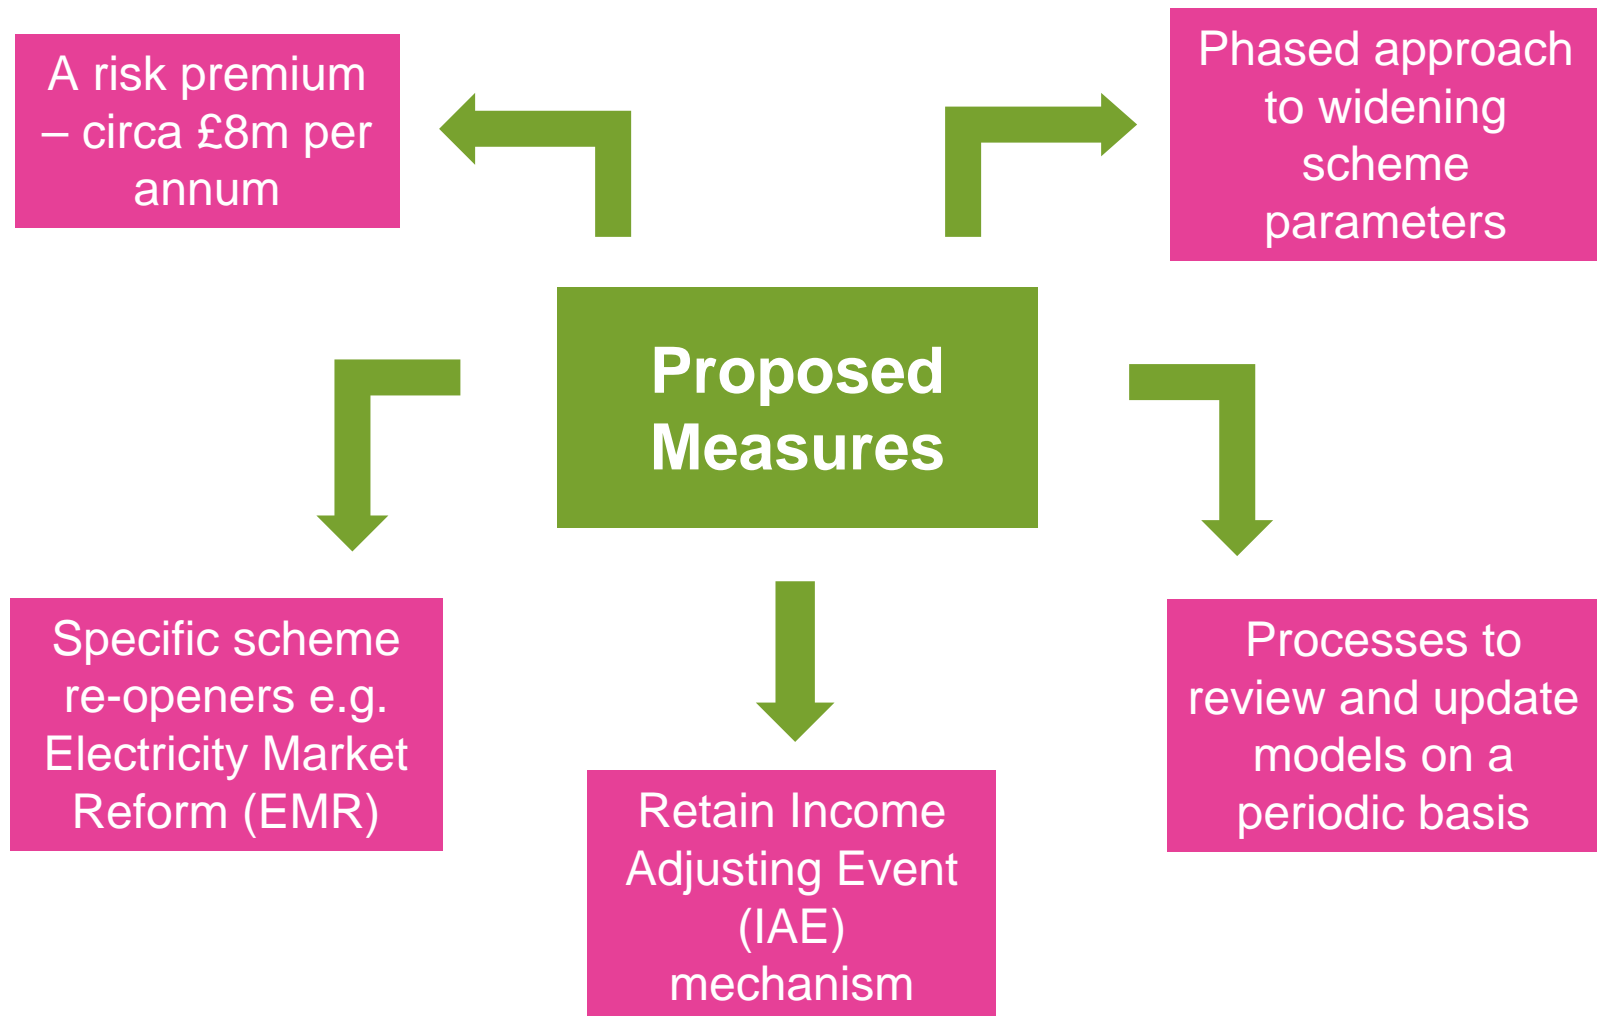 A risk premium
– circa £8m per
annum
Phased approach
to widening
scheme
parameters
Proposed
Measures
Specific scheme
re-openers e.g.
Electricity Market
Reform (EMR)
Retain Income
Adjusting Event
(IAE)
mechanism
Processes to
review and update
models on a
periodic basis